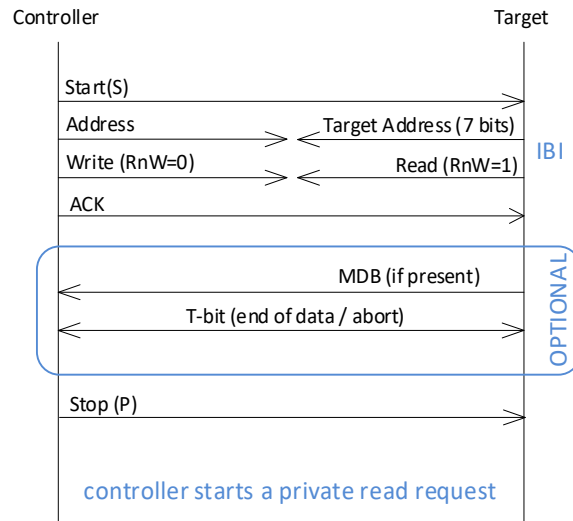 Controller
Target
Start(S)
Address
Target Address (7 bits)
IBI
Write (RnW=0)
Read (RnW=1)
ACK
MDB (if present)
T-bit (end of data / abort)
OPTIONAL
Stop (P)
controller starts a private read request